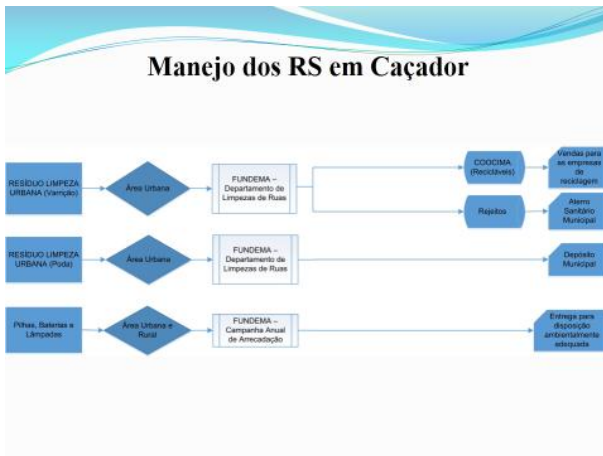 Manejo dos RS em Caçador
RESÍDUO LIMPEZA
URBANA (Varrição)
Área Urbana
FUNDEMA –
Departamento de
Limpezas de Ruas
COOCIMA
(Recicláveis)
Vendas para
as empresas
de
reciclagem
Rejeitos
Aterro
Sanitário
Municipal
RESÍDUO LIMPEZA
URBANA (Poda)
Área Urbana
FUNDEMA –
Departamento de
Limpezas de Ruas
Depósito
Municipal
Pilhas, Baterias e
Lâmpadas
Área Urbana e
Rural
FUNDEMA –
Campanha Anual
de Arrecadação
Entrega para
disposição
ambientalmente
adequada